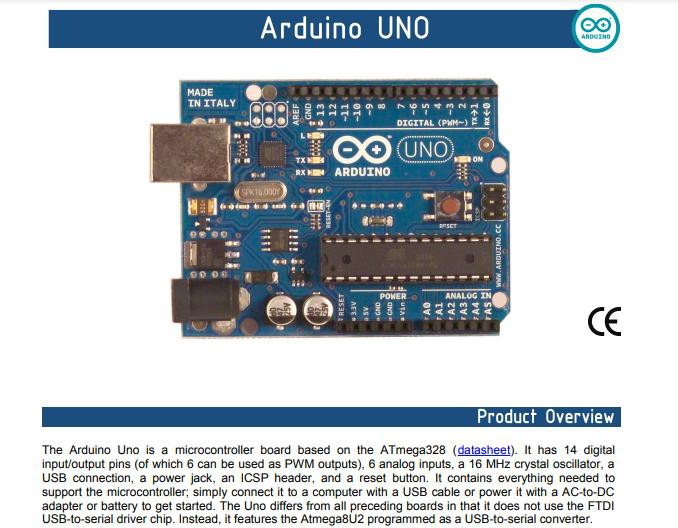 Arduino UNO
ARDUINO
MADE
IN ITALY
AREF
GND
13
12
~11
~10
~9
8
7
~6
~5
4
~3
2
TX→1
RX←0
DIGITAL (PWM~)
L
TX
RX
UNO
ARDUINO
ON
SPK16.000Y
RESET-EN
RESET
ICSP
WWW.ARDUINO.CC
47
25V
47
25V
POWER
ANALOG IN
RESET
3.3V
5V
GND
GND
Vin
A0
A1
A2
A3
A4
A5
CE
Product Overview
The Arduino Uno is a microcontroller board based on the ATmega328 (datasheet). It has 14 digital
input/output pins (of which 6 can be used as PWM outputs), 6 analog inputs, a 16 MHz crystal oscillator, a
USB connection, a power jack, an ICSP header, and a reset button. It contains everything needed to
support the microcontroller; simply connect it to a computer with a USB cable or power it with a AC-to-DC
adapter or battery to get started. The Uno differs from all preceding boards in that it does not use the FTDI
USB-to-serial driver chip. Instead, it features the Atmega8U2 programmed as a USB-to-serial converter.